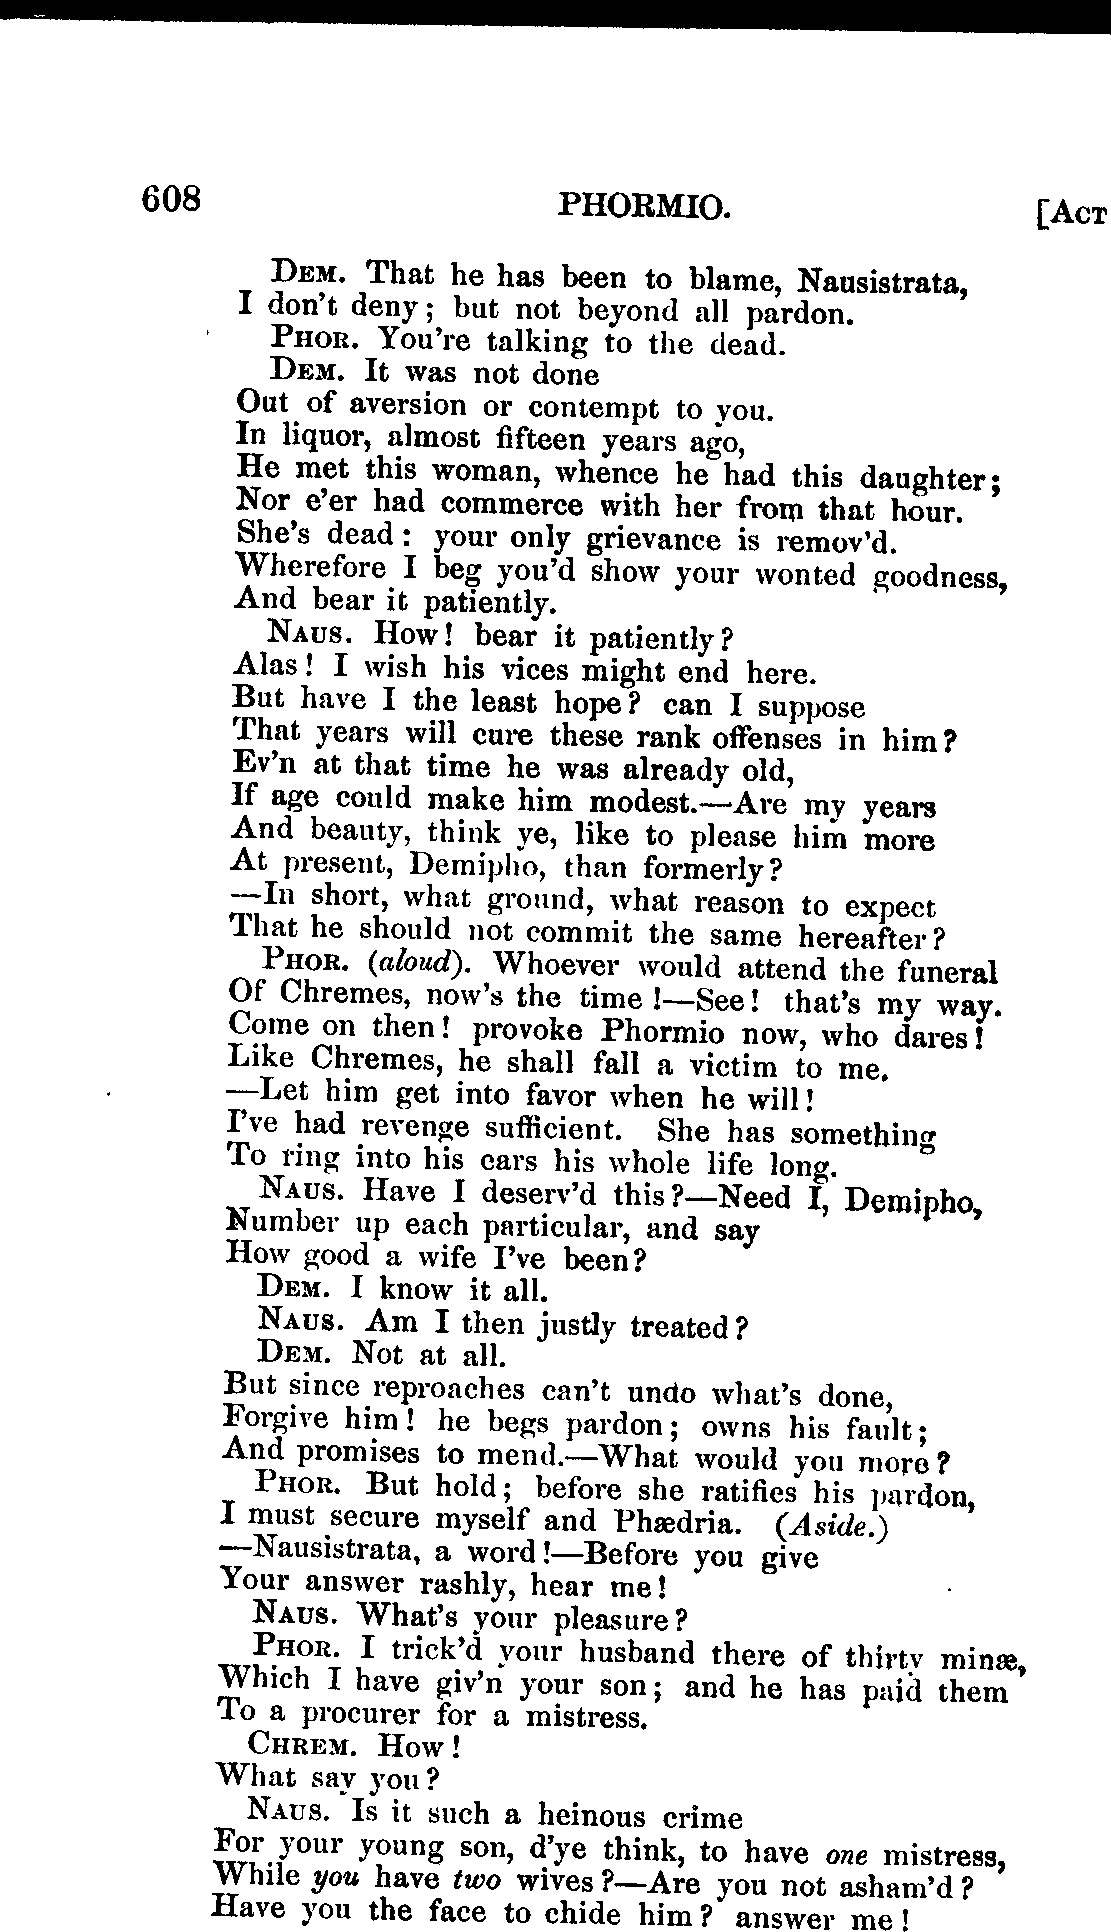 608 PHORMIO. [ACT
DEM. That he has been to blame, Nausistrata,
I don't deny; but not beyond all pardon.
PHOR. You're talking to the dead.
DEM. It was not done
Out of aversion or contempt to you.
In liquor, almost fifteen years ago,
He met this woman, whence he had this daughter;
Nor e'er had commerce with her from that hour.
She's dead: your only grievance is remov'd.
Wherefore I beg you'd show your wonted goodness,
And bear it patiently.
NAUS. How! bear it patiently?
Alas! I wish his vices might end here.
But have I the least hope? can I suppose
That years will cure these rank offenses in him?
Ev'n at that time he was already old,
If age could make him modest.—Are my years
And beauty, think ye, like to please him more
At present, Demipho, than formerly?
—In short, what ground, what reason to expect
That he should not commit the same hereafter?
PHOR. (aloud). Whoever would attend the funeral
Of Chremes, now's the time!—See! that's my way.
Come on then! provoke Phormio now, who dares!
Like Chremes, he shall fall a victim to me.
—Let him get into favor when he will!
I've had revenge sufficient. She has something
To ring into his ears his whole life long.
NAUS. Have I deserv'd this?—Need I, Demipho,
Number up each particular, and say
How good a wife I've been?
DEM. I know it all.
NAUS. Am I then justly treated?
DEM. Not at all.
But since reproaches can't undo what's done,
Forgive him! he begs pardon; owns his fault;
And promises to mend.—What would you more?
PHOR. But hold; before she ratifies his pardon,
I must secure myself and Phædria. (Aside.)
—Nausistrata, a word!—Before you give
Your answer rashly, hear me!
NAUS. What's your pleasure?
PHOR. I trick'd your husband there of thirty minæ,
Which I have giv'n your son; and he has paid them
To a procurer for a mistress.
CHREM. How!
What say you?
NAUS. Is it such a heinous crime
For your young son, d'ye think, to have one mistress,
While you have two wives?—Are you not asham'd?
Have you the face to chide him? answer me!